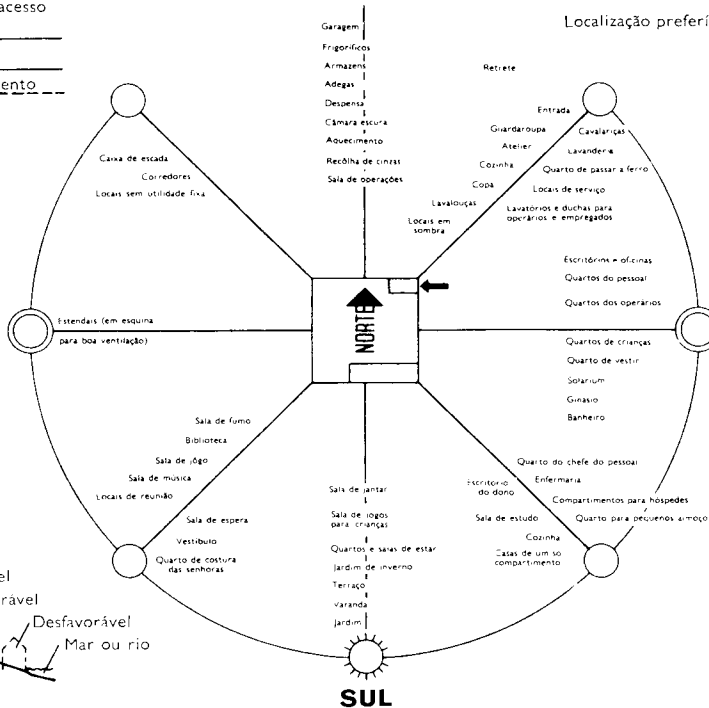 acesso
ento
Localização preferí
Garagem
Frigoríficos
Armazens
Adegas
Despensa
Câmara escura
Aquecimento
Recôlha de cinzas
Sala de operações
Retrete
Entrada
Guardaroupa
Atelier
Cozinha
Copa
Lavalouças
Locais em
sombra
Cavalariças
Lavanderia
Quarto de passar a ferro
Locais de serviço
Lavatórios e duchas para
operários e empregados
Caixa de escada
Corredores
Locais sem utilidade fixa
Escritórios e oficinas
Quartos do pessoal
Quartos dos operários
NORTE
Estendais (em esquina
para boa ventilação)
Quartos de crianças
Quarto de vestir
Solarium
Ginasio
Banheiro
Sala de fumo
Biblioteca
Sala de jôgo
Sala de música
Locais de reunião
Sala de espera
Vestíbulo
Quarto de costura
das senhoras
Sala de jantar
Sala de jogos
para crianças
Quartos e salas de estar
Jardim de inverno
Terraço
Varanda
Jardim
Quarto do chefe do pessoal
Escritorio
do dono
Enfermaria
Compartimentos para hóspedes
Sala de estudo
Quarto para pequenos almoço
Cozinha
Casas de um so
compartimento
el
rável
Desfavorável
Mar ou rio
SUL